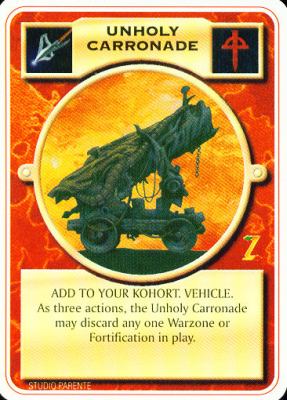 UNHOLY
CARRONADE
ADD TO YOUR KOHORT. VEHICLE.
As three actions, the Unholy Carronade
may discard any one Warzone or
Fortification in play.
STUDIO PARENTE